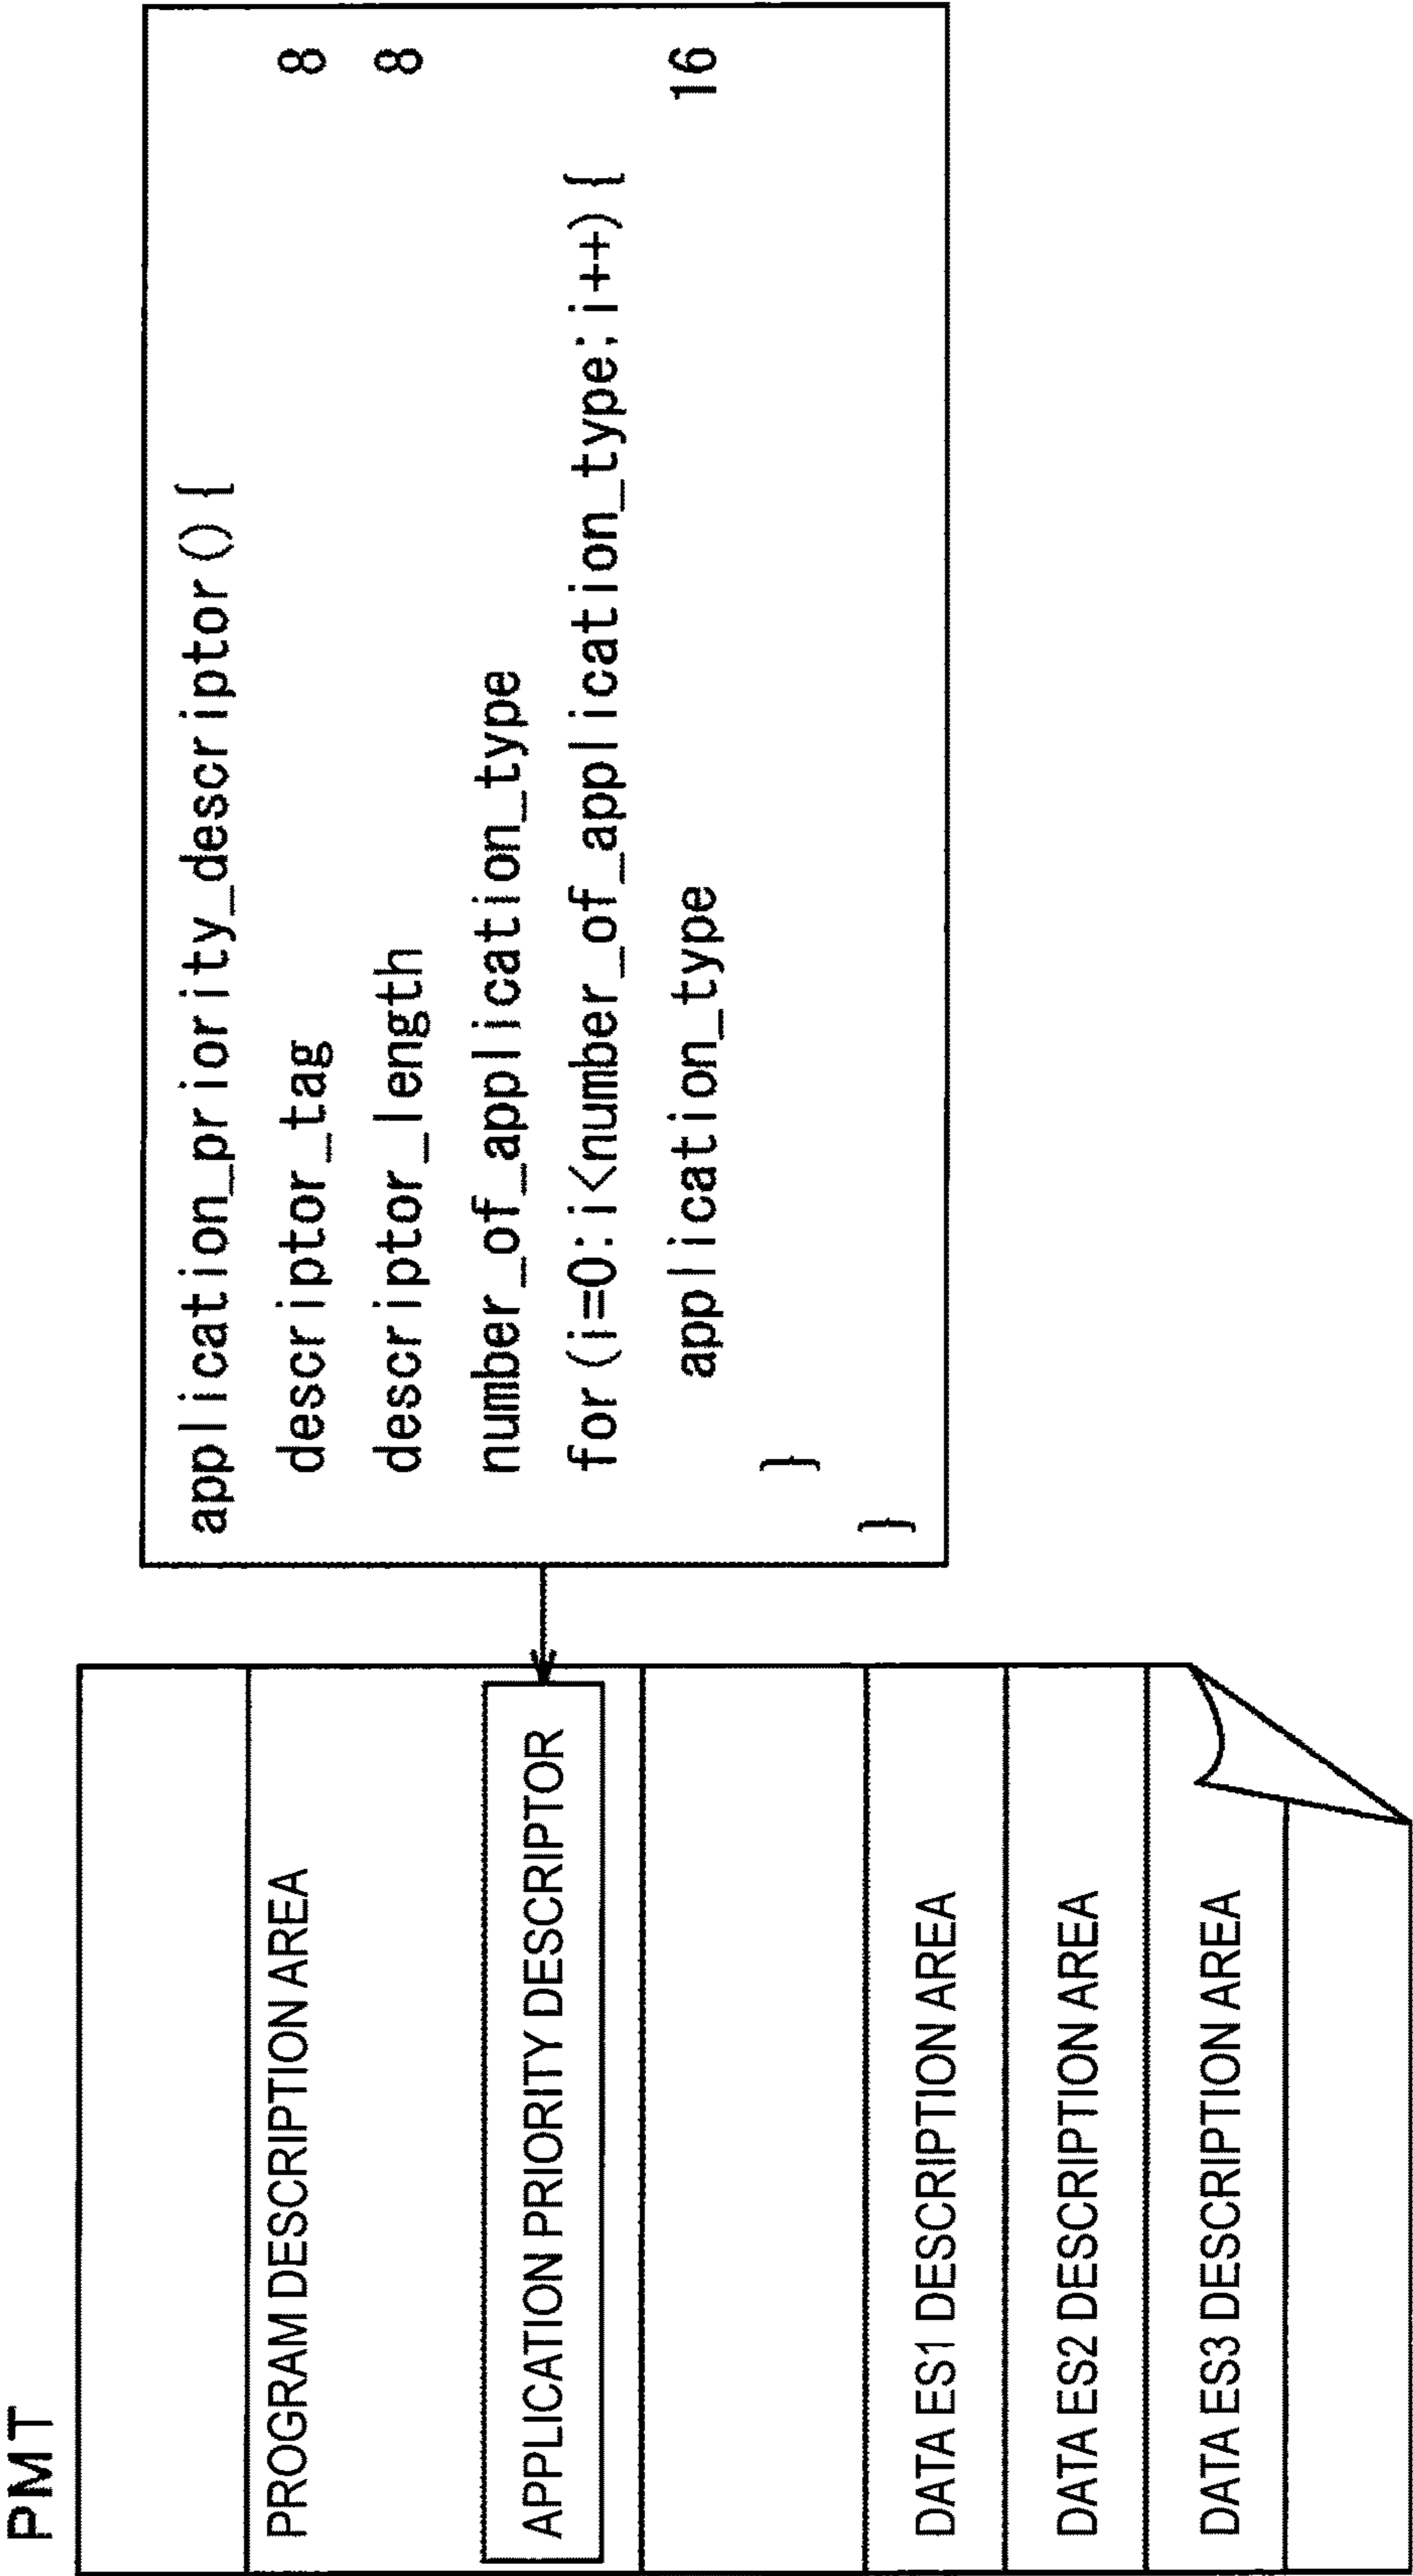 PMT
PROGRAM DESCRIPTION AREA
APPLICATION PRIORITY DESCRIPTOR
DATA ES1 DESCRIPTION AREA
DATA ES2 DESCRIPTION AREA
DATA ES3 DESCRIPTION AREA
application_priority_descriptor() {
descriptor_tag 8
descriptor_length 8
number_of_application_type
for(i=0:i<number_of_application_type;i++) {
application_type 16
}
}